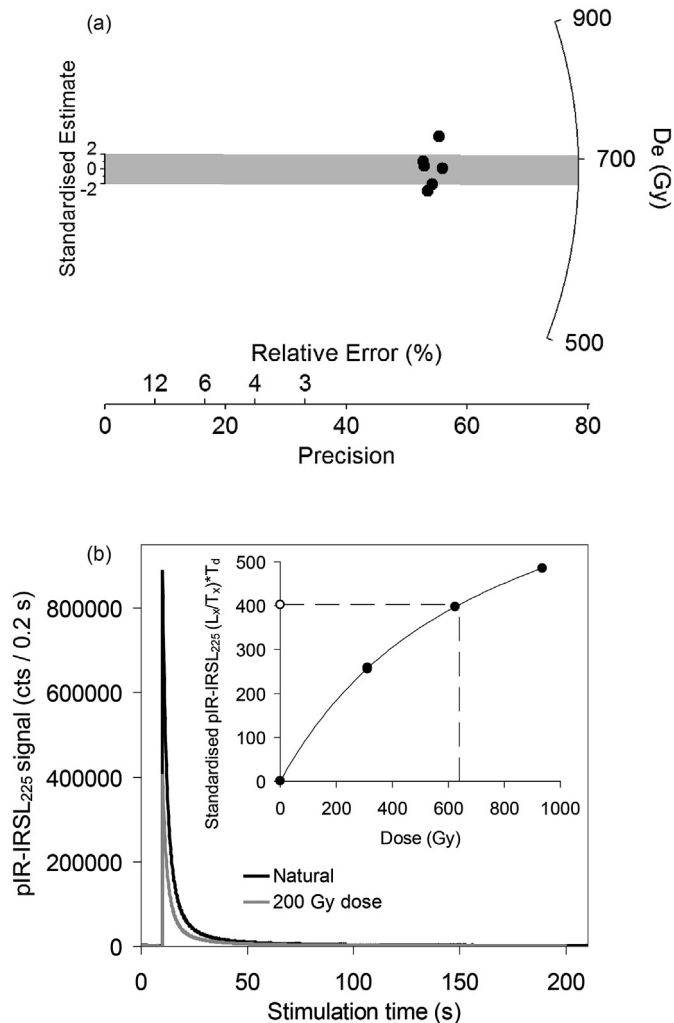 (a)
900
700
500
De (Gy)
Standardised Estimate
2
0
-2
Relative Error (%)
12 6 4 3
0 20 40 60 80
Precision
(b)
pIR-IRSL225 signal (cts / 0.2 s)
800000
600000
400000
200000
0
0 50 100 150 200
Stimulation time (s)
Standardised pIR-IRSL225 (Lx/Tx)*Td
500
400
300
200
100
0
0 200 400 600 800 1000
Dose (Gy)
Natural
200 Gy dose